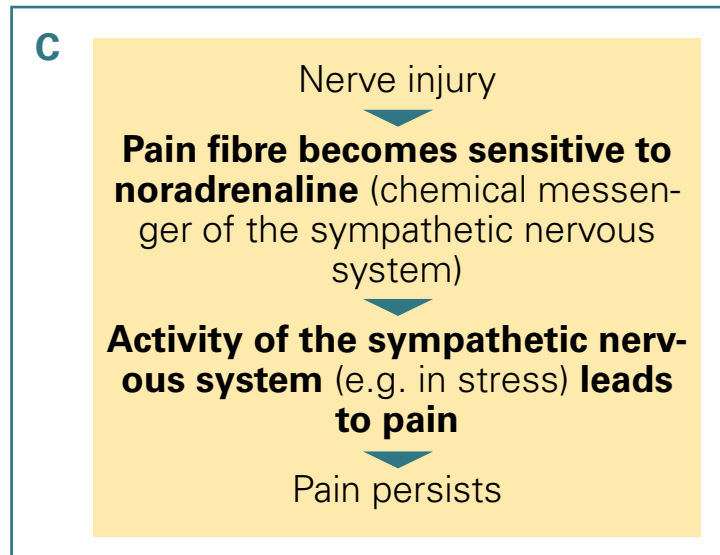 C
Nerve injury
Pain fibre becomes sensitive to
noradrenaline (chemical messen-
ger of the sympathetic nervous
system)
Activity of the sympathetic nerv-
ous system (e.g. in stress) leads
to pain
Pain persists